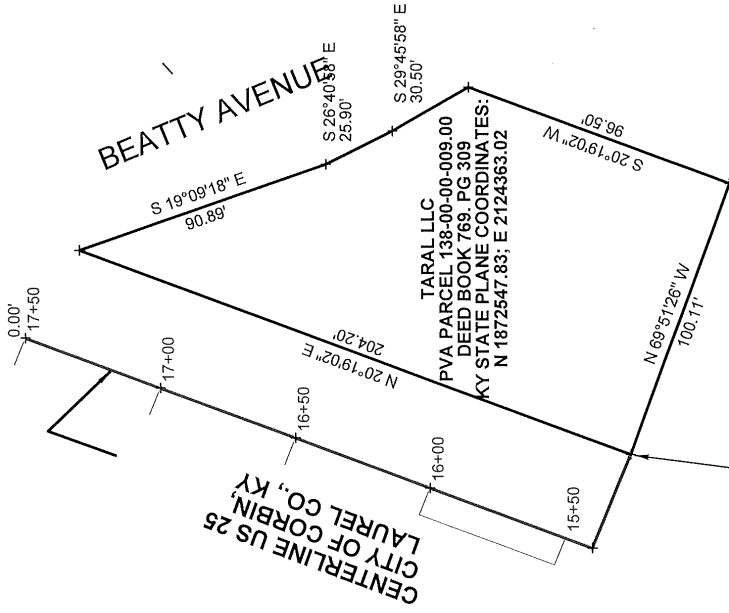 BEATTY AVENUE
S 26°40'58" E
25.90'
S 29°45'58" E
30.50'
S 19°09'18" E
90.89'
0.00'
17+50
17+00
16+50
16+00
15+50
N 20°19'02" E
204.20'
TARAL LLC
PVA PARCEL 138-00-00-009.00
DEED BOOK 769. PG 309
KY STATE PLANE COORDINATES:
N 1872547.83; E 2124363.02
S 20°19'02" W
96.50'
N 69°51'26" W
100.11'
CENTERLINE US 25
CITY OF CORBIN,
LAUREL CO., KY